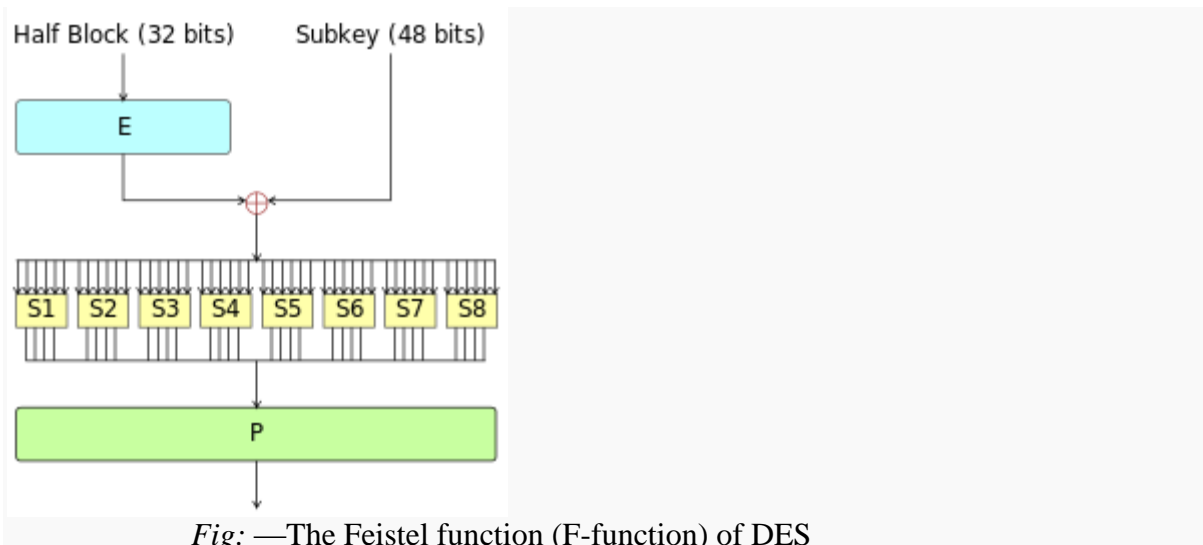 Half Block (32 bits) Subkey (48 bits)
E
S1 S2 S3 S4 S5 S6 S7 S8
P
Fig: —The Feistel function (F-function) of DES